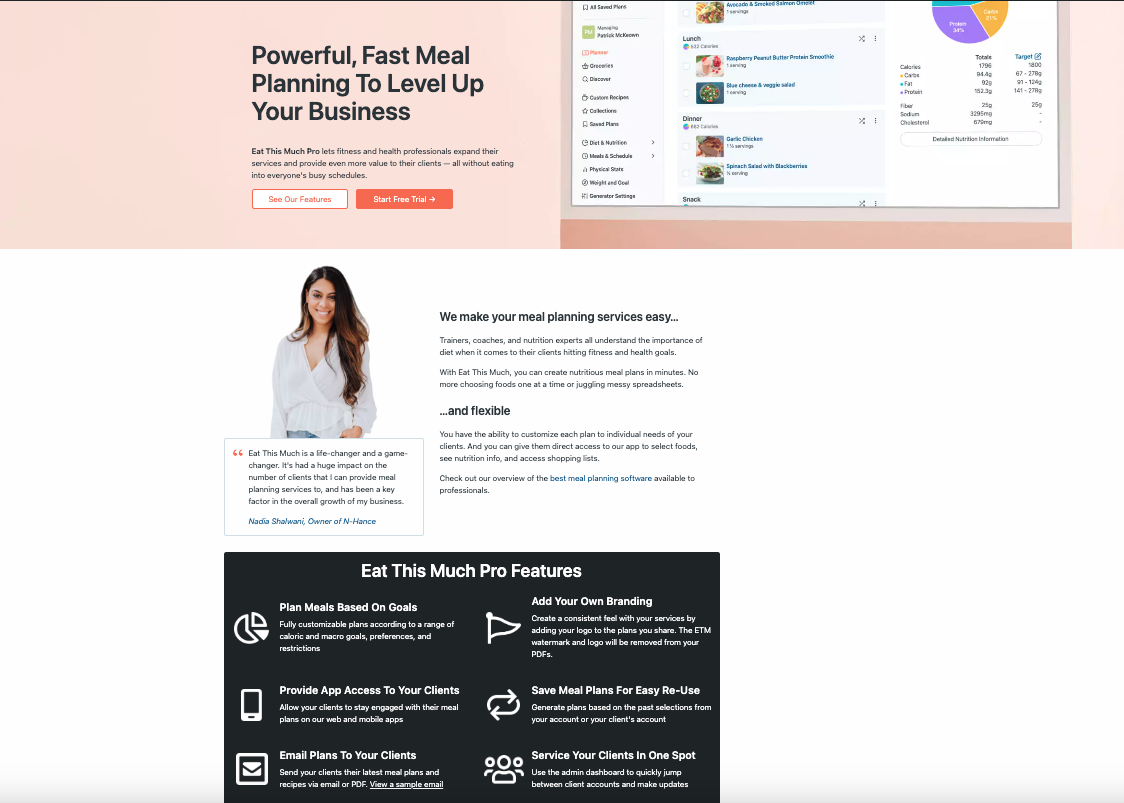 Powerful, Fast Meal
Planning To Level Up
Your Business
Eat This Much Pro lets fitness and health professionals expand their
services and provide even more value to their clients — all without eating
into everyone's busy schedules.
See Our Features
Start Free Trial →
All Saved Plans
PM
Managing
Patrick McKeown
Planner
Groceries
Discover
Custom Recipes
Collections
Saved Plans
Diet & Nutrition
Meals & Schedule
Physical Stats
Weight and Goal
Generator Settings
Avocado & Smoked Salmon Omelet
1 servings
Lunch
532 Calories
Raspberry Peanut Butter Protein Smoothie
1 serving
Blue cheese & veggie salad
1 serving
Dinner
662 Calories
Garlic Chicken
1 ¼ serving
Spinach Salad with Blackberries
¾ serving
Snack
Protein
34%
Carbs
21%
Totals Target
Calories 1796 1800
Carbs 94.4g 67 - 278g
Fat 92g 91 - 124g
Protein 152.3g 141 - 278g
Fiber 25g 25g
Sodium 3295mg -
Cholesterol 679mg -
Detailed Nutrition Information
We make your meal planning services easy...
Trainers, coaches, and nutrition experts all understand the importance of
diet when it comes to their clients hitting fitness and health goals.
With Eat This Much, you can create nutritious meal plans in minutes. No
more choosing foods one at a time or juggling messy spreadsheets.
...and flexible
You have the ability to customize each plan to individual needs of your
clients. And you can give them direct access to our app to select foods,
see nutrition info, and access shopping lists.
Check out our overview of the best meal planning software available to
professionals.
Eat This Much is a life-changer and a game-
changer. It's had a huge impact on the
number of clients that I can provide meal
planning services to, and has been a key
factor in the overall growth of my business.
Nadia Shalwani, Owner of N-Hance
Eat This Much Pro Features
Plan Meals Based On Goals
Fully customizable plans according to a range of
caloric and macro goals, preferences, and
restrictions
Add Your Own Branding
Create a consistent feel with your services by
adding your logo to the plans you share. The ETM
watermark and logo will be removed from your
PDFs.
Provide App Access To Your Clients
Allow your clients to stay engaged with their meal
plans on our web and mobile apps
Save Meal Plans For Easy Re-Use
Generate plans based on the past selections from
your account or your client's account
Email Plans To Your Clients
Send your clients their latest meal plans and
recipes via email or PDF. View a sample email
Service Your Clients In One Spot
Use the admin dashboard to quickly jump
between client accounts and make updates